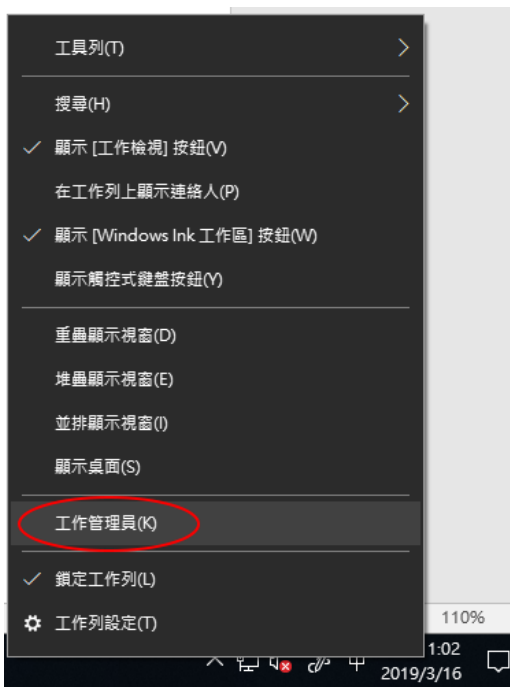 工具列(T)
搜尋(H)
顯示 [工作檢視] 按鈕(V)
在工作列上顯示連絡人(P)
顯示 [Windows Ink 工作區] 按鈕(W)
顯示觸控式鍵盤按鈕(Y)
重疊顯示視窗(D)
堆疊顯示視窗(E)
並排顯示視窗(I)
顯示桌面(S)
工作管理員(K)
鎖定工作列(L)
工作列設定(T)
110%
中
1:02
2019/3/16